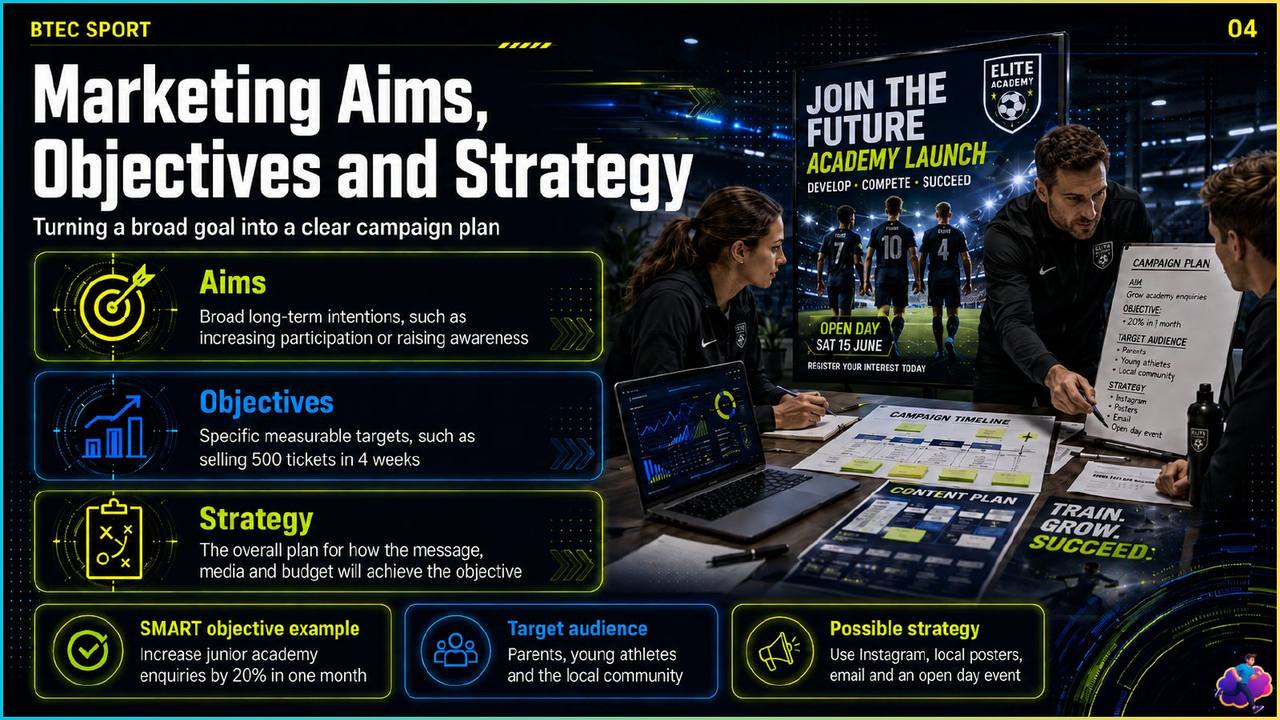 BTEC SPORT
04
Marketing Aims,
Objectives and Strategy
Turning a broad goal into a clear campaign plan
Aims
Broad long-term intentions, such as
increasing participation or raising awareness
Objectives
Specific measurable targets, such as
selling 500 tickets in 4 weeks
Strategy
The overall plan for how the message,
media and budget will achieve the objective
JOIN THE
FUTURE
ACADEMY LAUNCH
DEVELOP • COMPETE • SUCCEED
ELITE
ACADEMY
7
10
4
OPEN DAY
SAT 15 JUNE
REGISTER YOUR INTEREST TODAY
CAMPAIGN PLAN
AIM:
Grow academy enquiries
OBJECTIVE:
+20% in 1 month
TARGET AUDIENCE
• Parents
• Young athletes
• Local community
STRATEGY
• Instagram
• Posters
• Email
• Open day event
CAMPAIGN TIMELINE
CONTENT PLAN
TRAIN.
GROW.
SUCCEED.
SMART objective example
Increase junior academy
enquiries by 20% in one month
Target audience
Parents, young athletes
and the local community
Possible strategy
Use Instagram, local posters,
email and an open day event